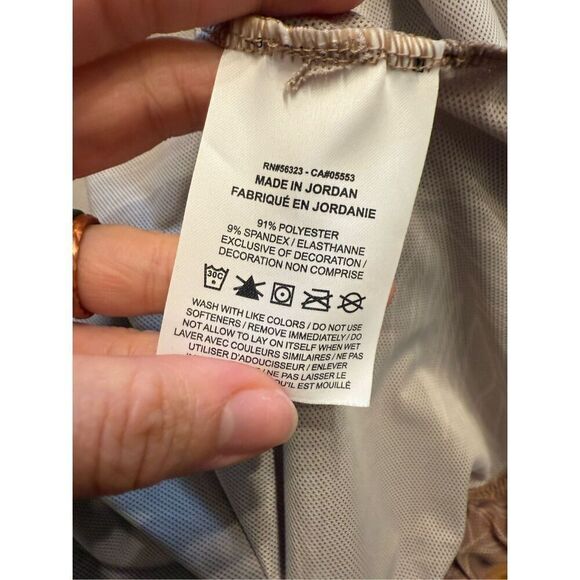 RN#56323 - CA#05553
MADE IN JORDAN
FABRIQUÉ EN JORDANIE
91% POLYESTER
9% SPANDEX / ELASTHANNE
EXCLUSIVE OF DECORATION /
DECORATION NON COMPRISE
30C
WASH WITH LIKE COLORS / DO NOT USE
SOFTENERS / REMOVE IMMEDIATELY / DO
NOT ALLOW TO LAY ON ITSELF WHEN WET
LAVER AVEC COULEURS SIMILAIRES / NE PAS
UTILISER D'ADOUCISSEUR / ENLEVER
NE PAS LAISSER LE
QU'IL EST MOUILLÉ